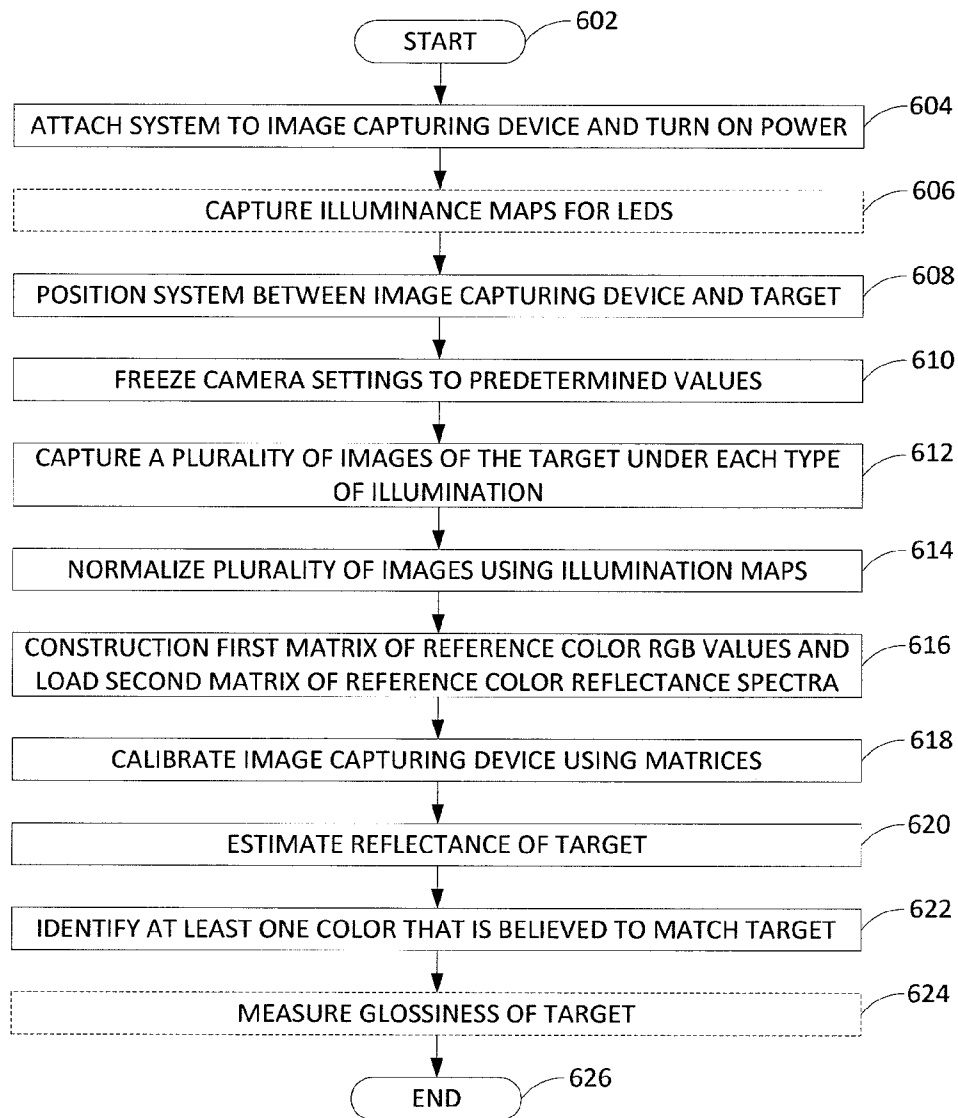 START
602
ATTACH SYSTEM TO IMAGE CAPTURING DEVICE AND TURN ON POWER
604
CAPTURE ILLUMINANCE MAPS FOR LEDS
606
POSITION SYSTEM BETWEEN IMAGE CAPTURING DEVICE AND TARGET
608
FREEZE CAMERA SETTINGS TO PREDETERMINED VALUES
610
CAPTURE A PLURALITY OF IMAGES OF THE TARGET UNDER EACH TYPE
OF ILLUMINATION
612
NORMALIZE PLURALITY OF IMAGES USING ILLUMINATION MAPS
614
CONSTRUCTION FIRST MATRIX OF REFERENCE COLOR RGB VALUES AND
LOAD SECOND MATRIX OF REFERENCE COLOR REFLECTANCE SPECTRA
616
CALIBRATE IMAGE CAPTURING DEVICE USING MATRICES
618
ESTIMATE REFLECTANCE OF TARGET
620
IDENTIFY AT LEAST ONE COLOR THAT IS BELIEVED TO MATCH TARGET
622
MEASURE GLOSSINESS OF TARGET
624
END
626